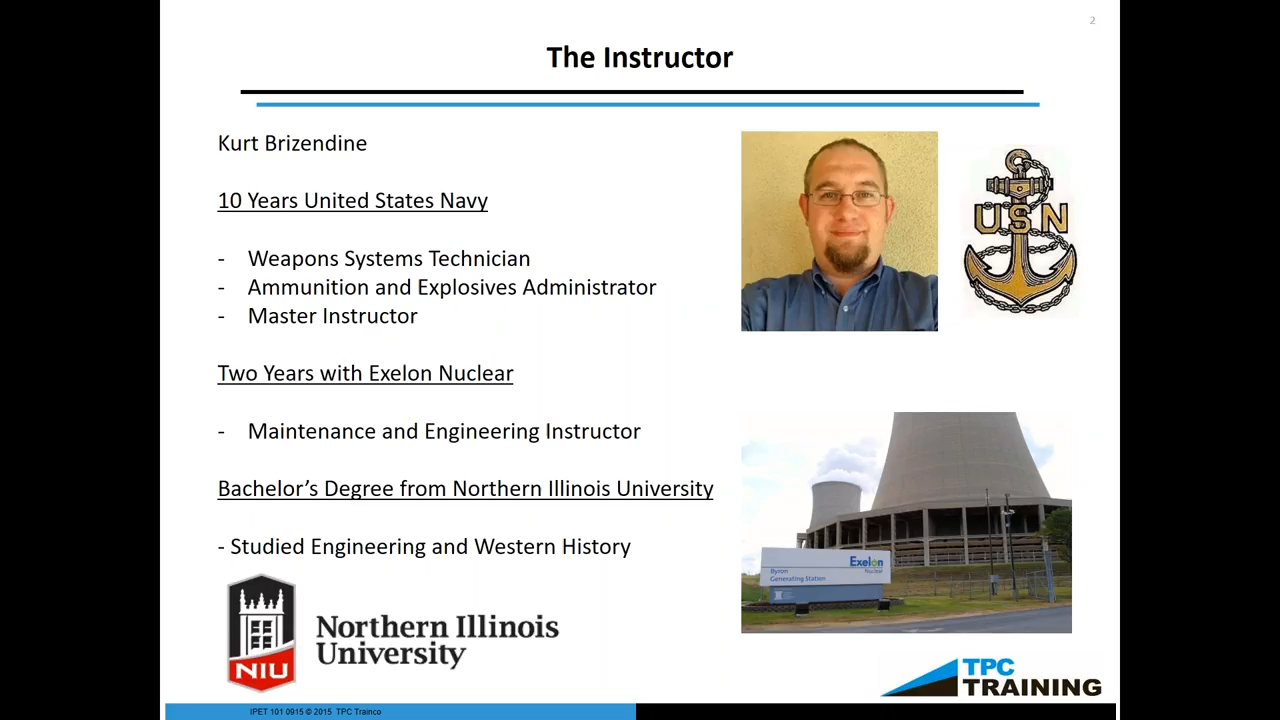 2
The Instructor
Kurt Brizendine
10 Years United States Navy
- Weapons Systems Technician
- Ammunition and Explosives Administrator
- Master Instructor
Two Years with Exelon Nuclear
- Maintenance and Engineering Instructor
Bachelor’s Degree from Northern Illinois University
- Studied Engineering and Western History
USN
Exelon
Nuclear
Byron
Generating Station
NIU
Northern Illinois
University
TPC
TRAINING
IPET 101 0915 © 2015 TPC Trainco